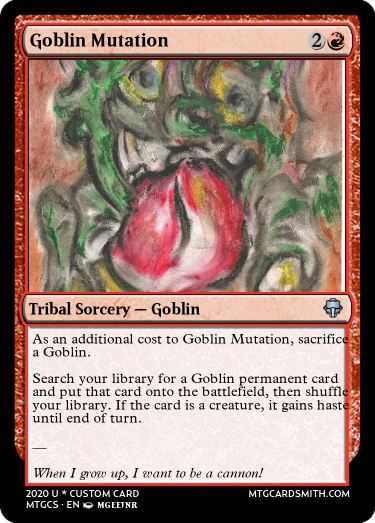 Goblin Mutation 2
Tribal Sorcery — Goblin
As an additional cost to Goblin Mutation, sacrifice
a Goblin.
Search your library for a Goblin permanent card
and put that card onto the battlefield, then shuffle
your library. If the card is a creature, it gains haste
until end of turn.
—
When I grow up, I want to be a cannon!
2020 U * CUSTOM CARD MTGCARDSMITH.COM
MTGCS · EN MGEEFNR